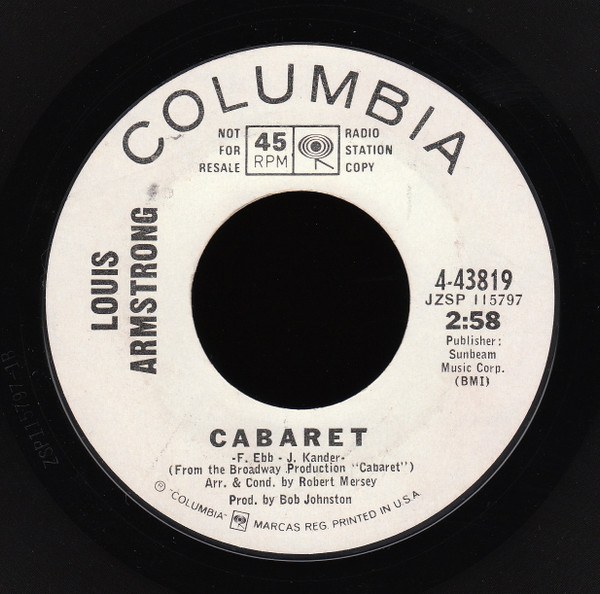 COLUMBIA
NOT
FOR
RESALE
45
RPM
RADIO
STATION
COPY
LOUIS
ARMSTRONG
4-43819
JZSP 115797
2:58
Publisher:
Sunbeam
Music Corp.
(BMI)
CABARET
-F. Ebb - J. Kander-
(From the Broadway Production "Cabaret")
Arr. & Cond. by Robert Mersey
Prod. by Bob Johnston
Ⓟ "COLUMBIA" MARCAS REG. PRINTED IN U.S.A.
ZSP115797-1B